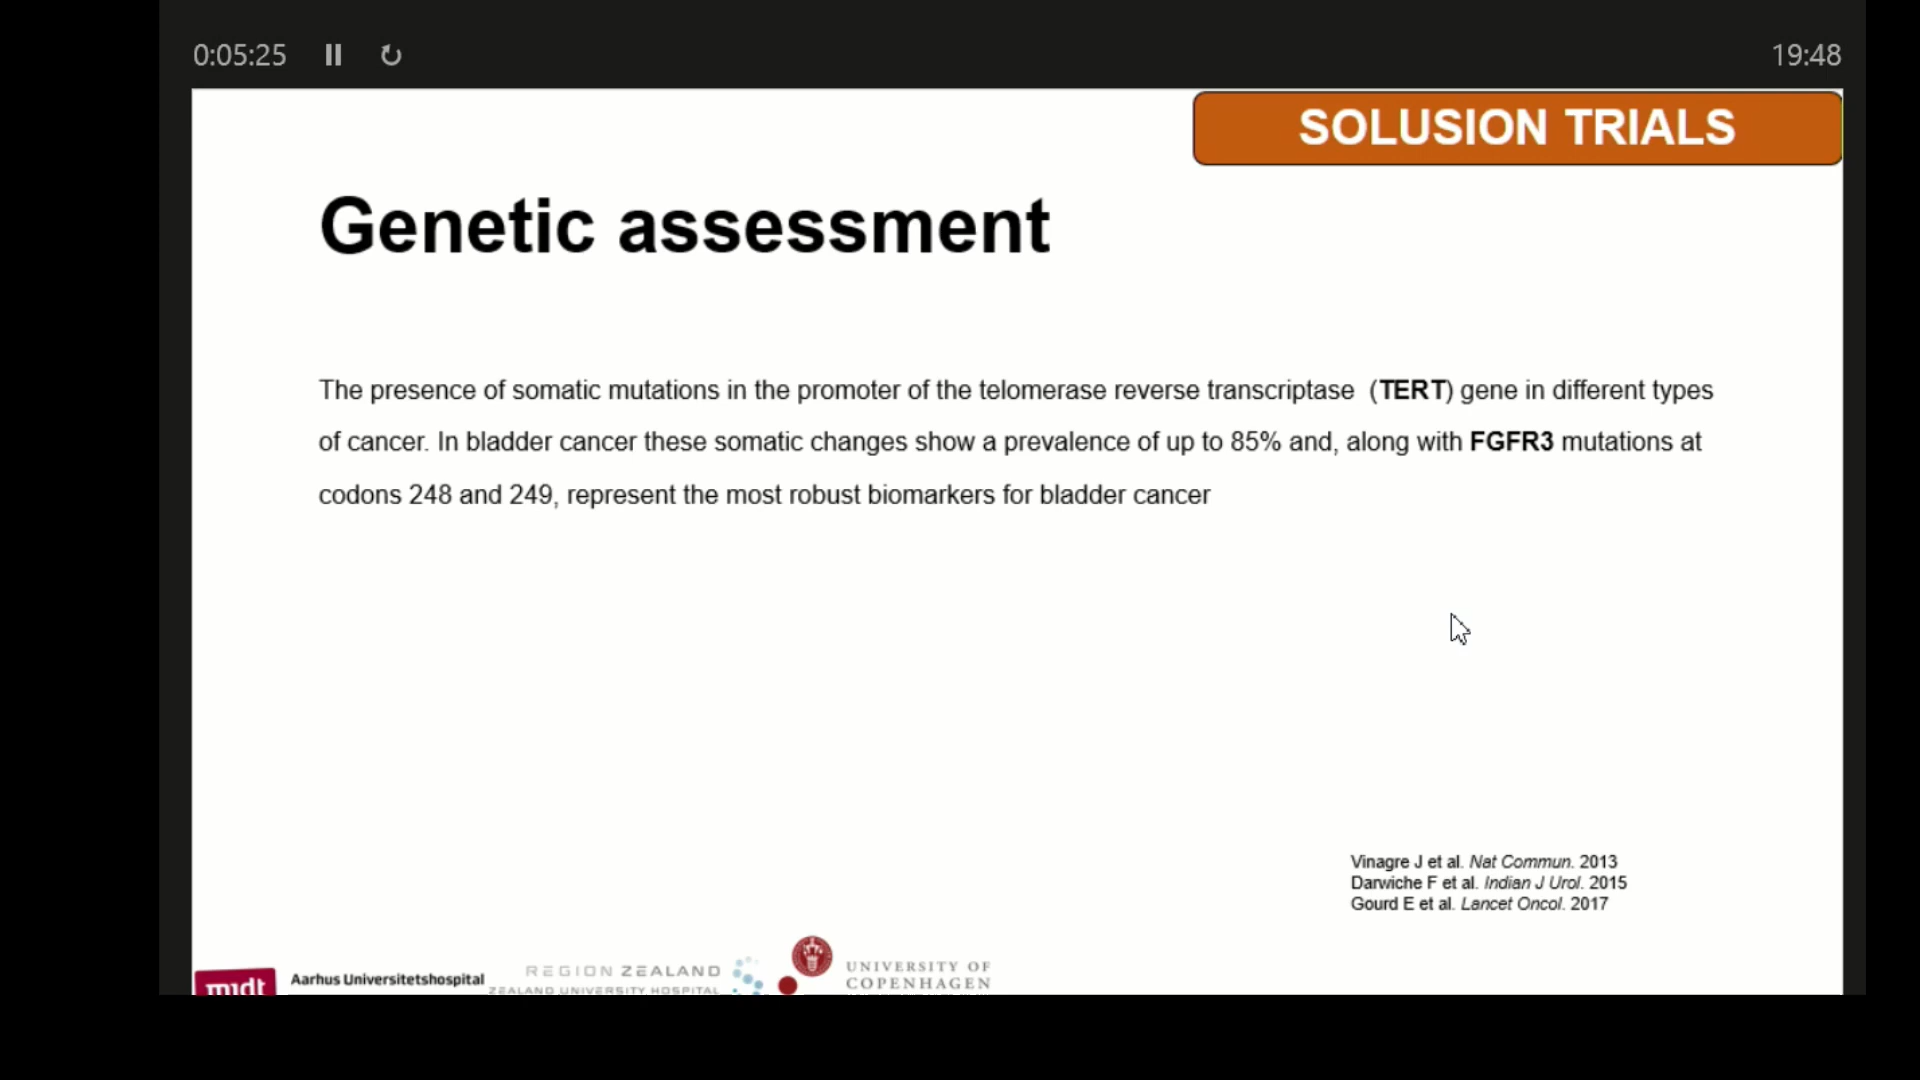 0:05:25
19:48
SOLUSION TRIALS
Genetic assessment
The presence of somatic mutations in the promoter of the telomerase reverse transcriptase (TERT) gene in different types
of cancer. In bladder cancer these somatic changes show a prevalence of up to 85% and, along with FGFR3 mutations at
codons 248 and 249, represent the most robust biomarkers for bladder cancer
Vinagre J et al. Nat Commun. 2013
Darwiche F et al. Indian J Urol. 2015
Gourd E et al. Lancet Oncol. 2017
midt
Aarhus Universitetshospital
REGION ZEALAND
ZEALAND UNIVERSITY HOSPITAL
UNIVERSITY OF
COPENHAGEN